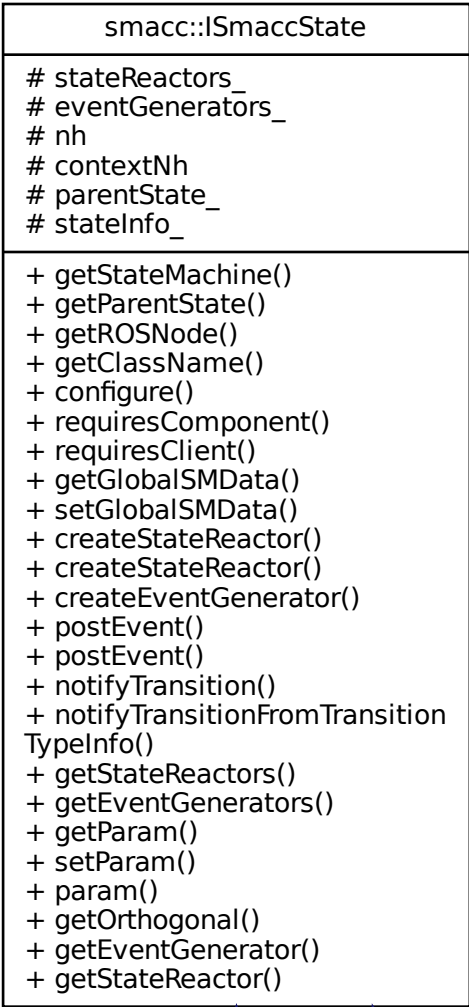 smacc::ISmaccState
# stateReactors_
# eventGenerators_
# nh
# contextNh
# parentState_
# stateInfo_
+ getStateMachine()
+ getParentState()
+ getROSNode()
+ getClassName()
+ configure()
+ requiresComponent()
+ requiresClient()
+ getGlobalSMData()
+ setGlobalSMData()
+ createStateReactor()
+ createStateReactor()
+ createEventGenerator()
+ postEvent()
+ postEvent()
+ notifyTransition()
+ notifyTransitionFromTransition
TypeInfo()
+ getStateReactors()
+ getEventGenerators()
+ getParam()
+ setParam()
+ param()
+ getOrthogonal()
+ getEventGenerator()
+ getStateReactor()